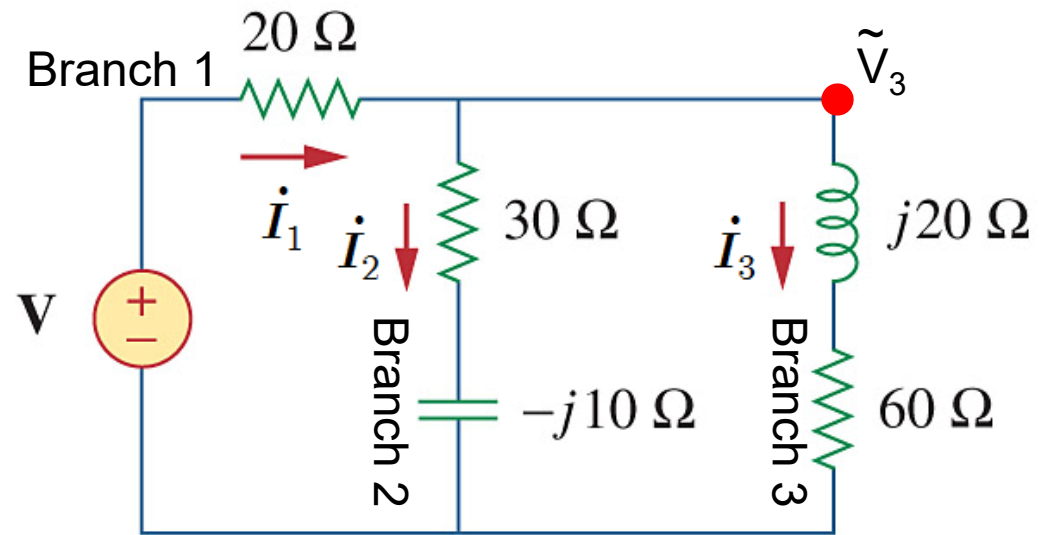 20 Ω
Branch 1
Ṽ₃
İ₁
İ₂
30 Ω
İ₃
j20 Ω
V
+
−
Branch 2
−j10 Ω
Branch 3
60 Ω